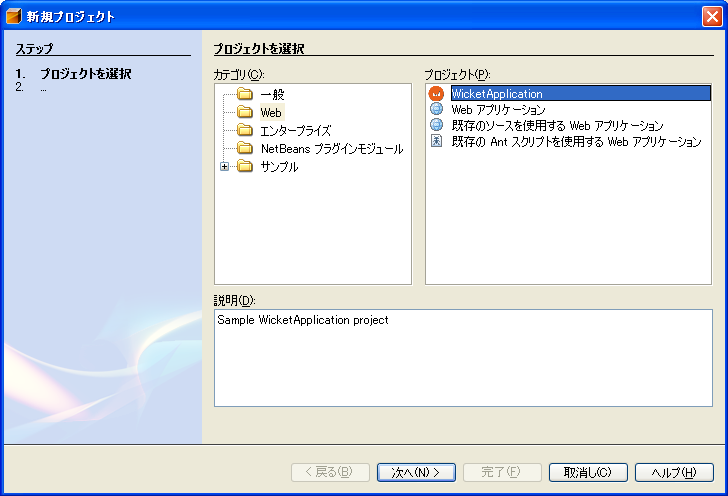 新規プロジェクト
ステップ
1. プロジェクトを選択
2. ...
プロジェクトを選択
カテゴリ(C):
一般
Web
エンタープライズ
NetBeans プラグインモジュール
サンプル
プロジェクト(P):
WicketApplication
Web アプリケーション
既存のソースを使用する Web アプリケーション
既存の Ant スクリプトを使用する Web アプリケーション
説明(D):
Sample WicketApplication project
< 戻る(B)
次へ(N) >
完了(F)
取消し(C)
ヘルプ(H)